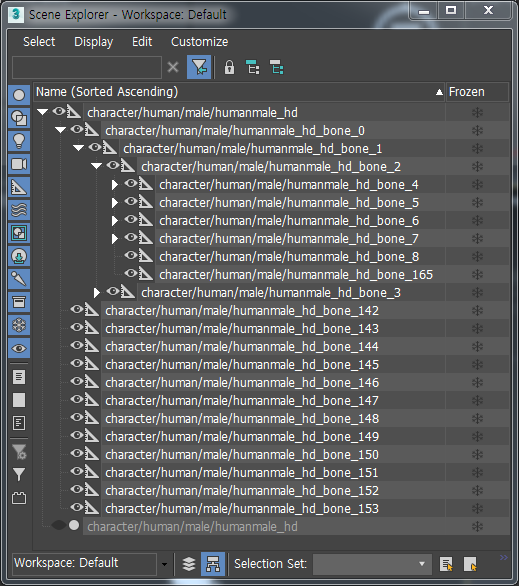 3 Scene Explorer - Workspace: Default
Select Display Edit Customize
Name (Sorted Ascending) Frozen
character/human/male/humanmale_hd
character/human/male/humanmale_hd_bone_0
character/human/male/humanmale_hd_bone_1
character/human/male/humanmale_hd_bone_2
character/human/male/humanmale_hd_bone_4
character/human/male/humanmale_hd_bone_5
character/human/male/humanmale_hd_bone_6
character/human/male/humanmale_hd_bone_7
character/human/male/humanmale_hd_bone_8
character/human/male/humanmale_hd_bone_165
character/human/male/humanmale_hd_bone_3
character/human/male/humanmale_hd_bone_142
character/human/male/humanmale_hd_bone_143
character/human/male/humanmale_hd_bone_144
character/human/male/humanmale_hd_bone_145
character/human/male/humanmale_hd_bone_146
character/human/male/humanmale_hd_bone_147
character/human/male/humanmale_hd_bone_148
character/human/male/humanmale_hd_bone_149
character/human/male/humanmale_hd_bone_150
character/human/male/humanmale_hd_bone_151
character/human/male/humanmale_hd_bone_152
character/human/male/humanmale_hd_bone_153
character/human/male/humanmale_hd
Workspace: Default Selection Set: